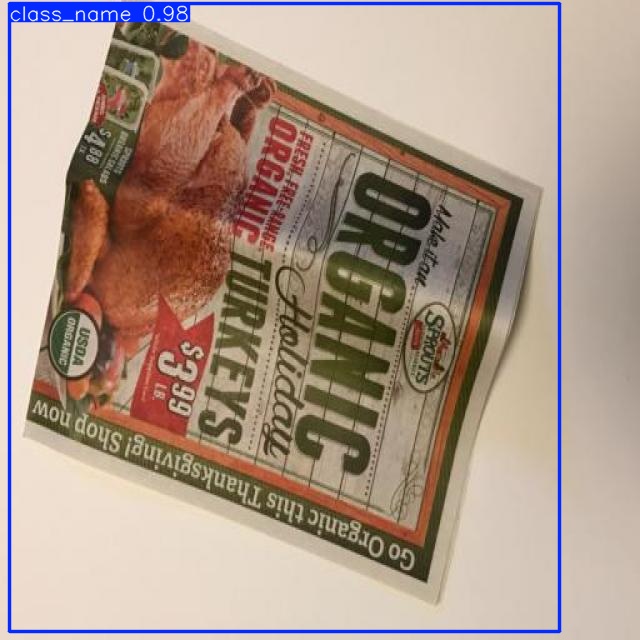 class_name 0.98
Go Organic this Thanksgiving! Shop now
SPROUTS
Make it an
ORGANIC
Holiday
FRESH, FREE-RANGE
ORGANIC
TURKEYS
$3.99
LB.
USDA
ORGANIC
$4.88